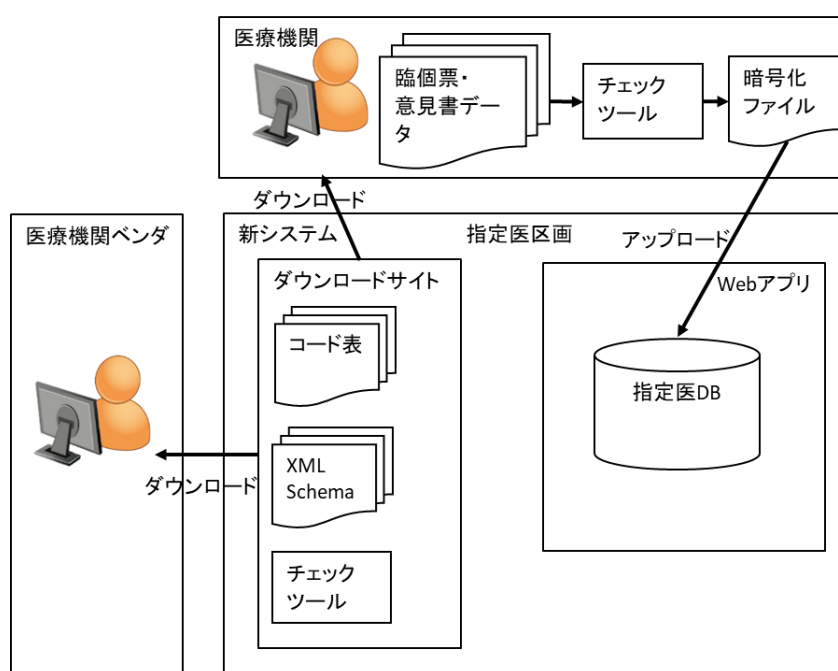 医療機関
臨個票・
意見書デー
タ
チェック
ツール
暗号化
ファイル
ダウンロード
医療機関ベンダ
新システム
指定医区画
アップロード
ダウンロードサイト
Webアプリ
コード表
指定医DB
XML
Schema
ダウンロード
チェック
ツール